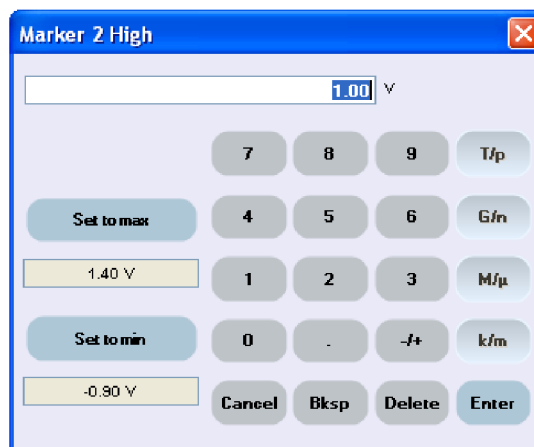 Marker 2 High
1.00 V
7 8 9 T/p
Set to max 4 5 6 G/n
1.40 V 1 2 3 M/µ
Set to min 0 . -/+ k/m
-0.90 V Cancel Bksp Delete Enter